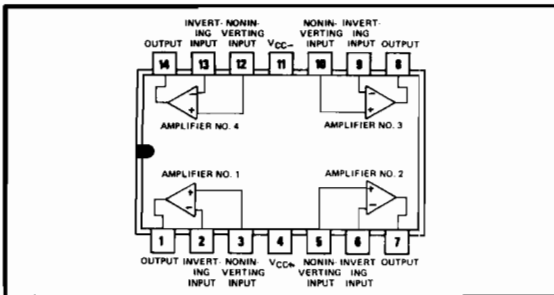 INVERT- NONIN- NONIN- INVERT-
ING VERTING VERTING ING
OUTPUT INPUT INPUT VCC- INPUT INPUT OUTPUT
14 13 12 11 10 9 8
AMPLIFIER NO. 4 AMPLIFIER NO. 3
AMPLIFIER NO. 1 AMPLIFIER NO. 2
1 2 3 4 5 6 7
OUTPUT INVERT- NONIN- VCC+ NONIN- INVERT OUTPUT
ING VERTING VERTING ING
INPUT INPUT INPUT INPUT